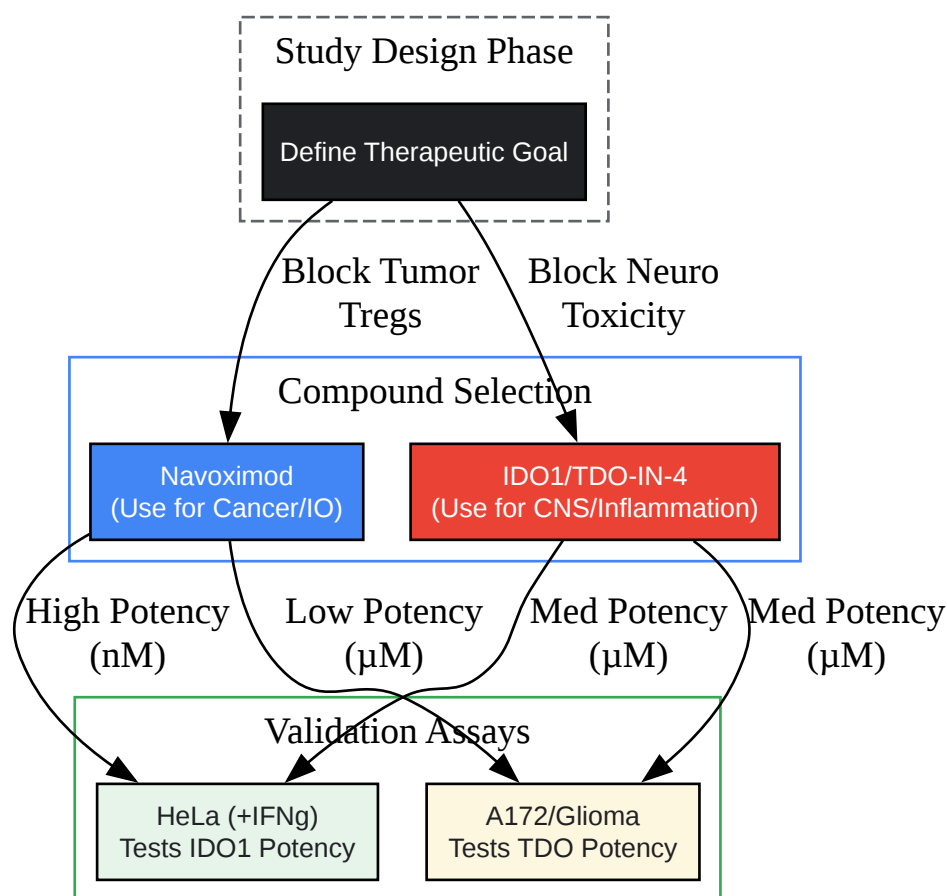 Study Design Phase
Define Therapeutic Goal
Block Tumor
Tregs
Block Neuro
Toxicity
Compound Selection
Navoximod
(Use for Cancer/IO)
IDO1/TDO-IN-4
(Use for CNS/Inflammation)
High Potency
(nM)
Low Potency
(µM)
Med Potency
(µM)
Med Potency
(µM)
Validation Assays
HeLa (+IFNg)
Tests IDO1 Potency
A172/Glioma
Tests TDO Potency